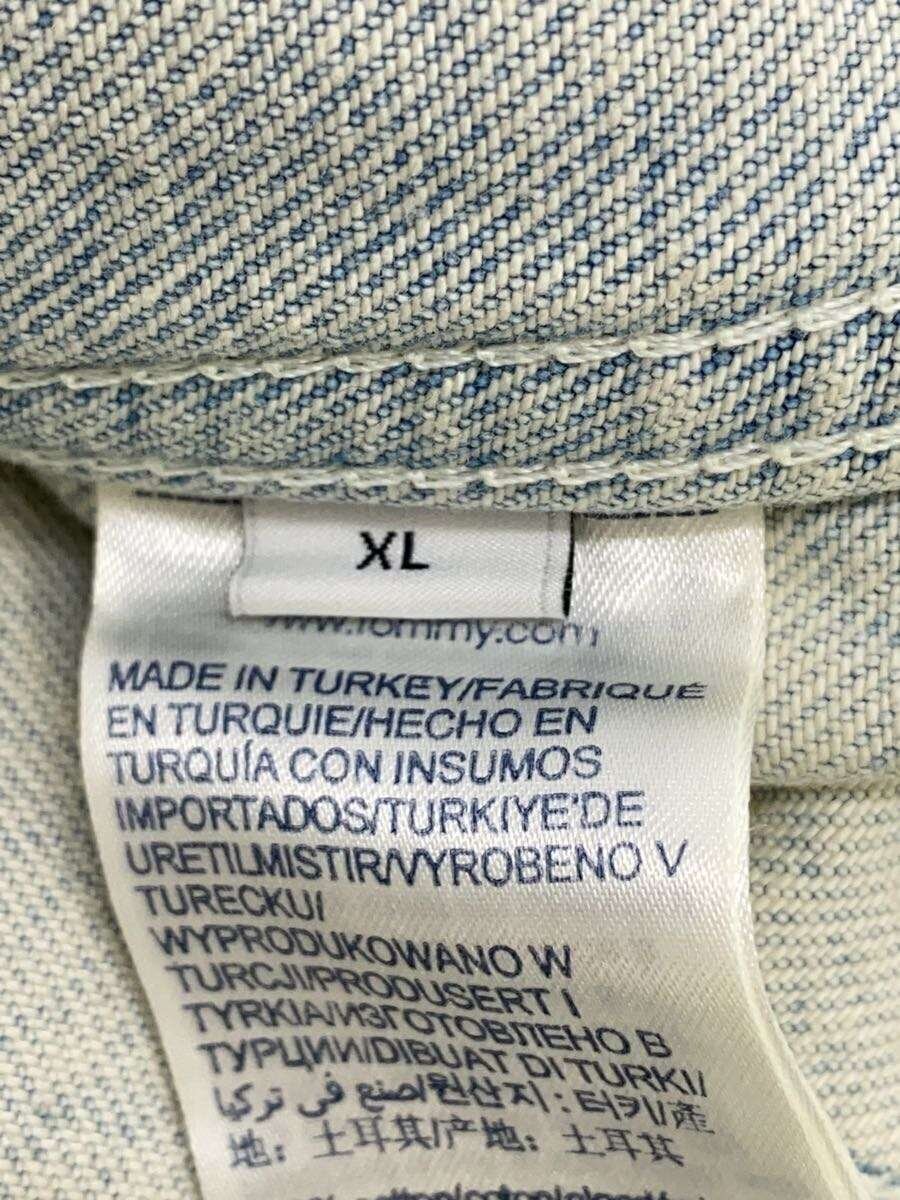 XL
www.tommy.com
MADE IN TURKEY/FABRIQUÉ
EN TURQUIE/HECHO EN
TURQUÍA CON INSUMOS
IMPORTADOS/TURKIYE'DE
URETILMISTIR/VYROBENO V
TURECKU/
WYPRODUKOWANO W
TURCJI/PRODUSERT I
TYRKIA/ИЗГОТОВЛЕНО В
ТУРЦИИ/DIBUAT DI TURKI/
صنع في تركيا/원산지 : 터키/產
地: 土耳其/产地: 土耳其